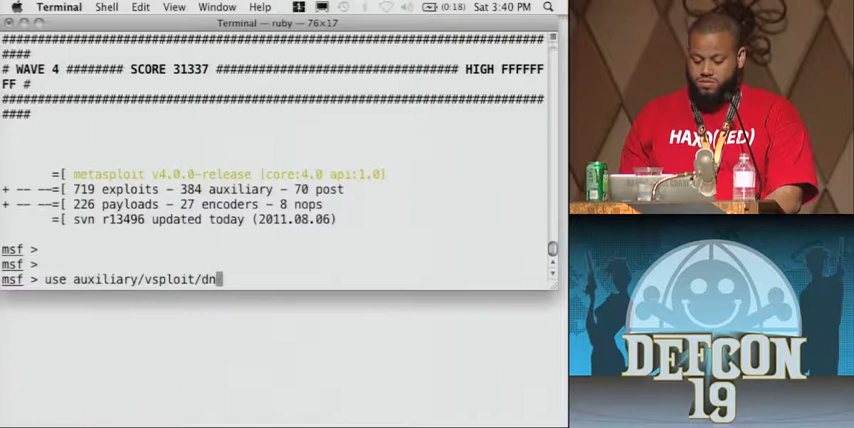 Terminal Shell Edit View Window Help (0:18) Sat 3:40 PM
Terminal — ruby — 76×17
############################################################################
####
# WAVE 4 ######## SCORE 31337 ################################## HIGH FFFFFF
FF #
############################################################################
####
=[ metasploit v4.0.0-release [core:4.0 api:1.0]
+ -- --=[ 719 exploits - 384 auxiliary - 70 post
+ -- --=[ 226 payloads - 27 encoders - 8 nops
=[ svn r13496 updated today (2011.08.06)
msf >
msf >
msf > use auxiliary/vsploit/dn
DEFCON
19